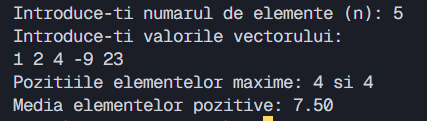 Introduce-ti numarul de elemente (n): 5
Introduce-ti valorile vectorului:
1 2 4 -9 23
Pozitiile elementelor maxime: 4 si 4
Media elementelor pozitive: 7.50